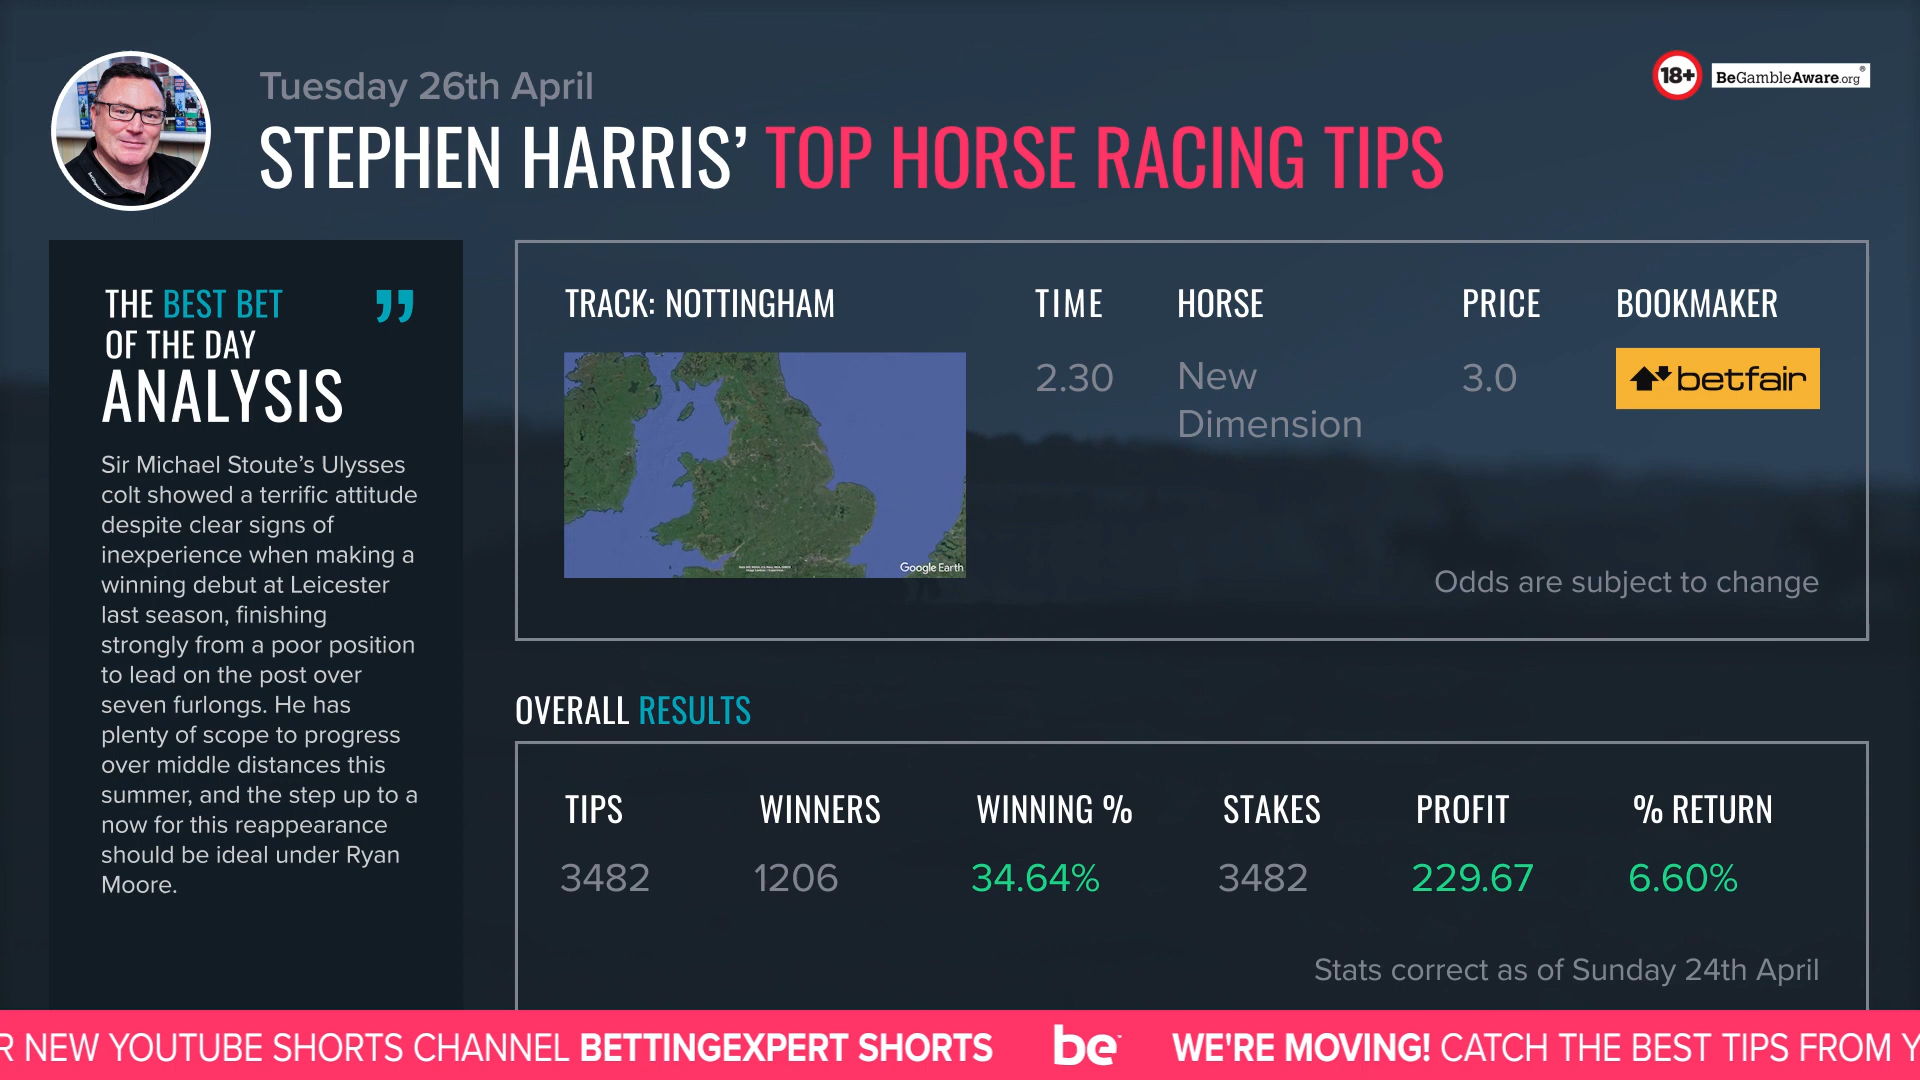 Tuesday 26th April
STEPHEN HARRIS’ TOP HORSE RACING TIPS
18+
BeGambleAware.org®
THE BEST BET
OF THE DAY
ANALYSIS
Sir Michael Stoute’s Ulysses
colt showed a terrific attitude
despite clear signs of
inexperience when making a
winning debut at Leicester
last season, finishing
strongly from a poor position
to lead on the post over
seven furlongs. He has
plenty of scope to progress
over middle distances this
summer, and the step up to a
now for this reappearance
should be ideal under Ryan
Moore.
TRACK: NOTTINGHAM
TIME
HORSE
PRICE
BOOKMAKER
2.30
New
Dimension
3.0
betfair
Google Earth
Odds are subject to change
OVERALL RESULTS
TIPS WINNERS WINNING % STAKES PROFIT % RETURN
3482 1206 34.64% 3482 229.67 6.60%
Stats correct as of Sunday 24th April
R NEW YOUTUBE SHORTS CHANNEL BETTINGEXPERT SHORTS be WE'RE MOVING! CATCH THE BEST TIPS FROM Y